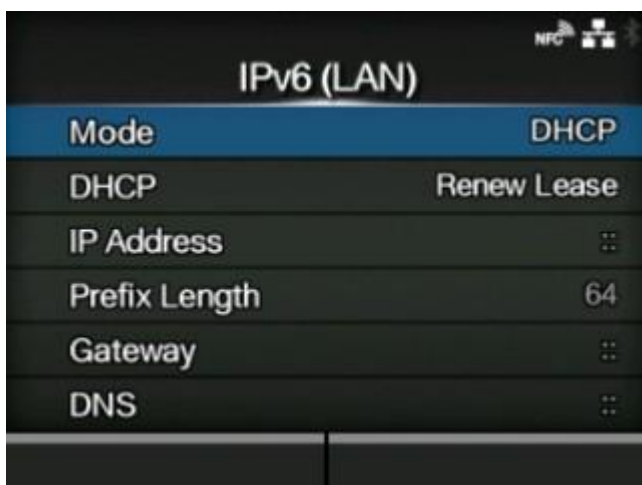 NFC
IPv6 (LAN)
Mode DHCP
DHCP Renew Lease
IP Address ::
Prefix Length 64
Gateway ::
DNS ::